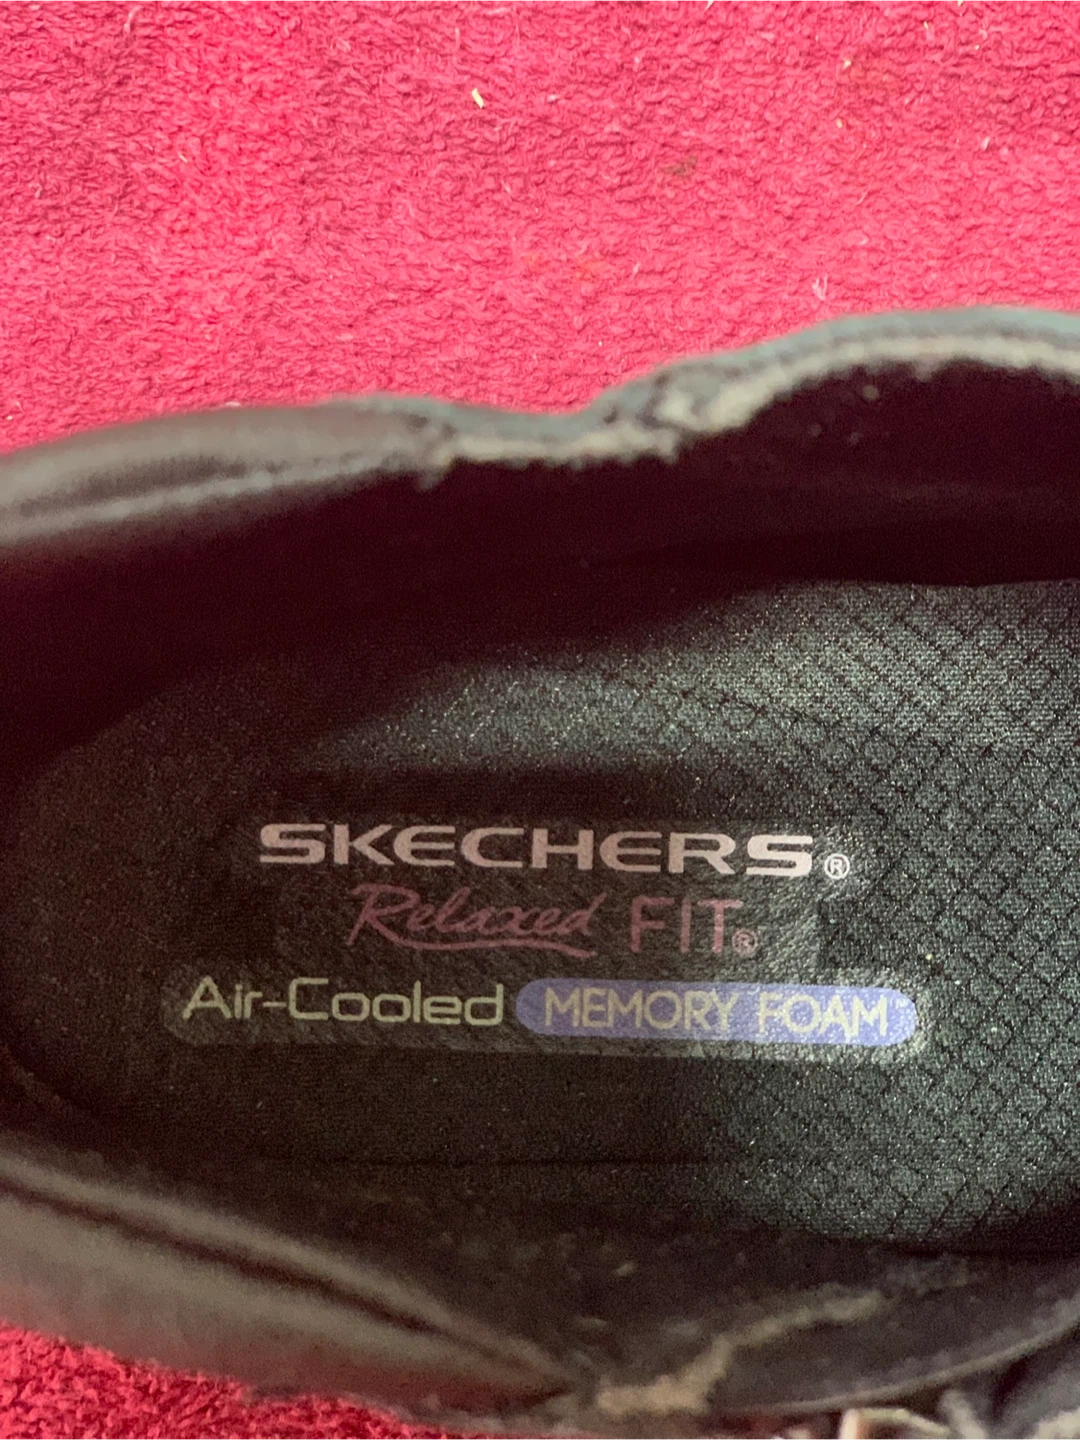 SKECHERS®
Relaxed FIT®
Air-Cooled MEMORY FOAM